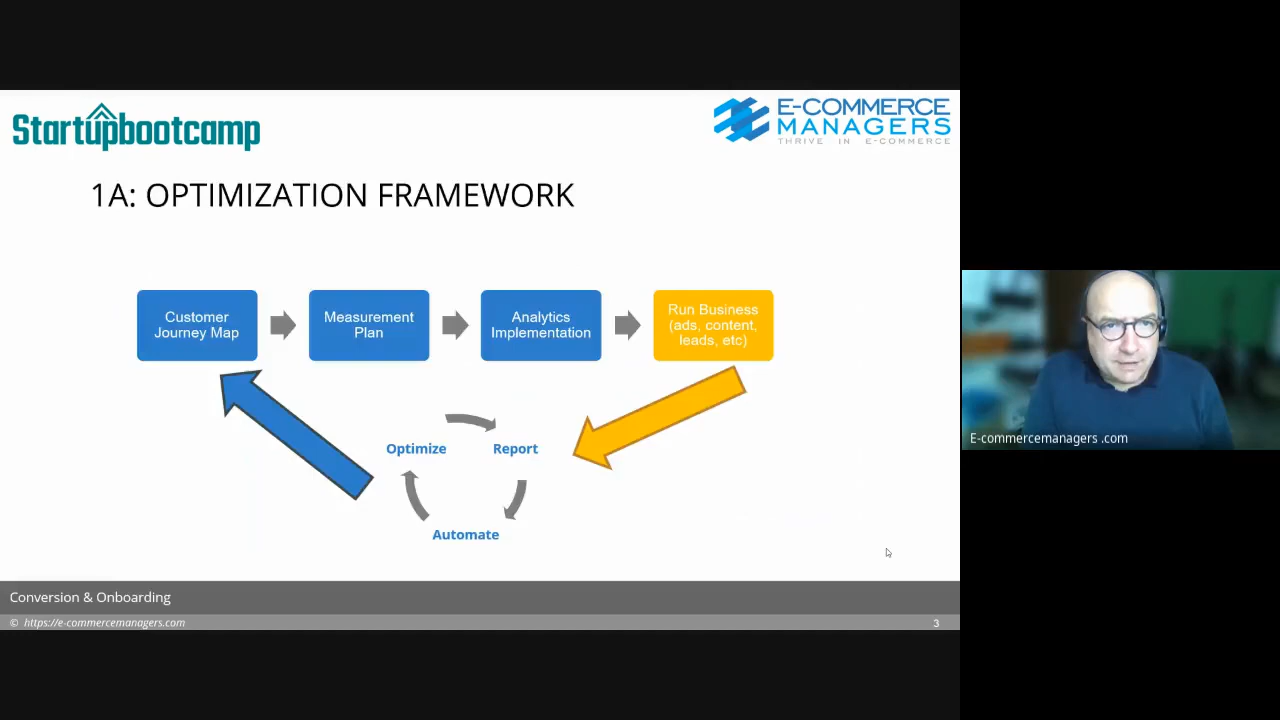 Startupbootcamp
E-COMMERCE
MANAGERS
THRIVE IN E-COMMERCE
1A: OPTIMIZATION FRAMEWORK
Customer
Journey Map
Measurement
Plan
Analytics
Implementation
Run Business
(ads, content,
leads, etc)
Optimize
Report
Automate
E-commercemanagers .com
Conversion & Onboarding
© https://e-commercemanagers.com
3